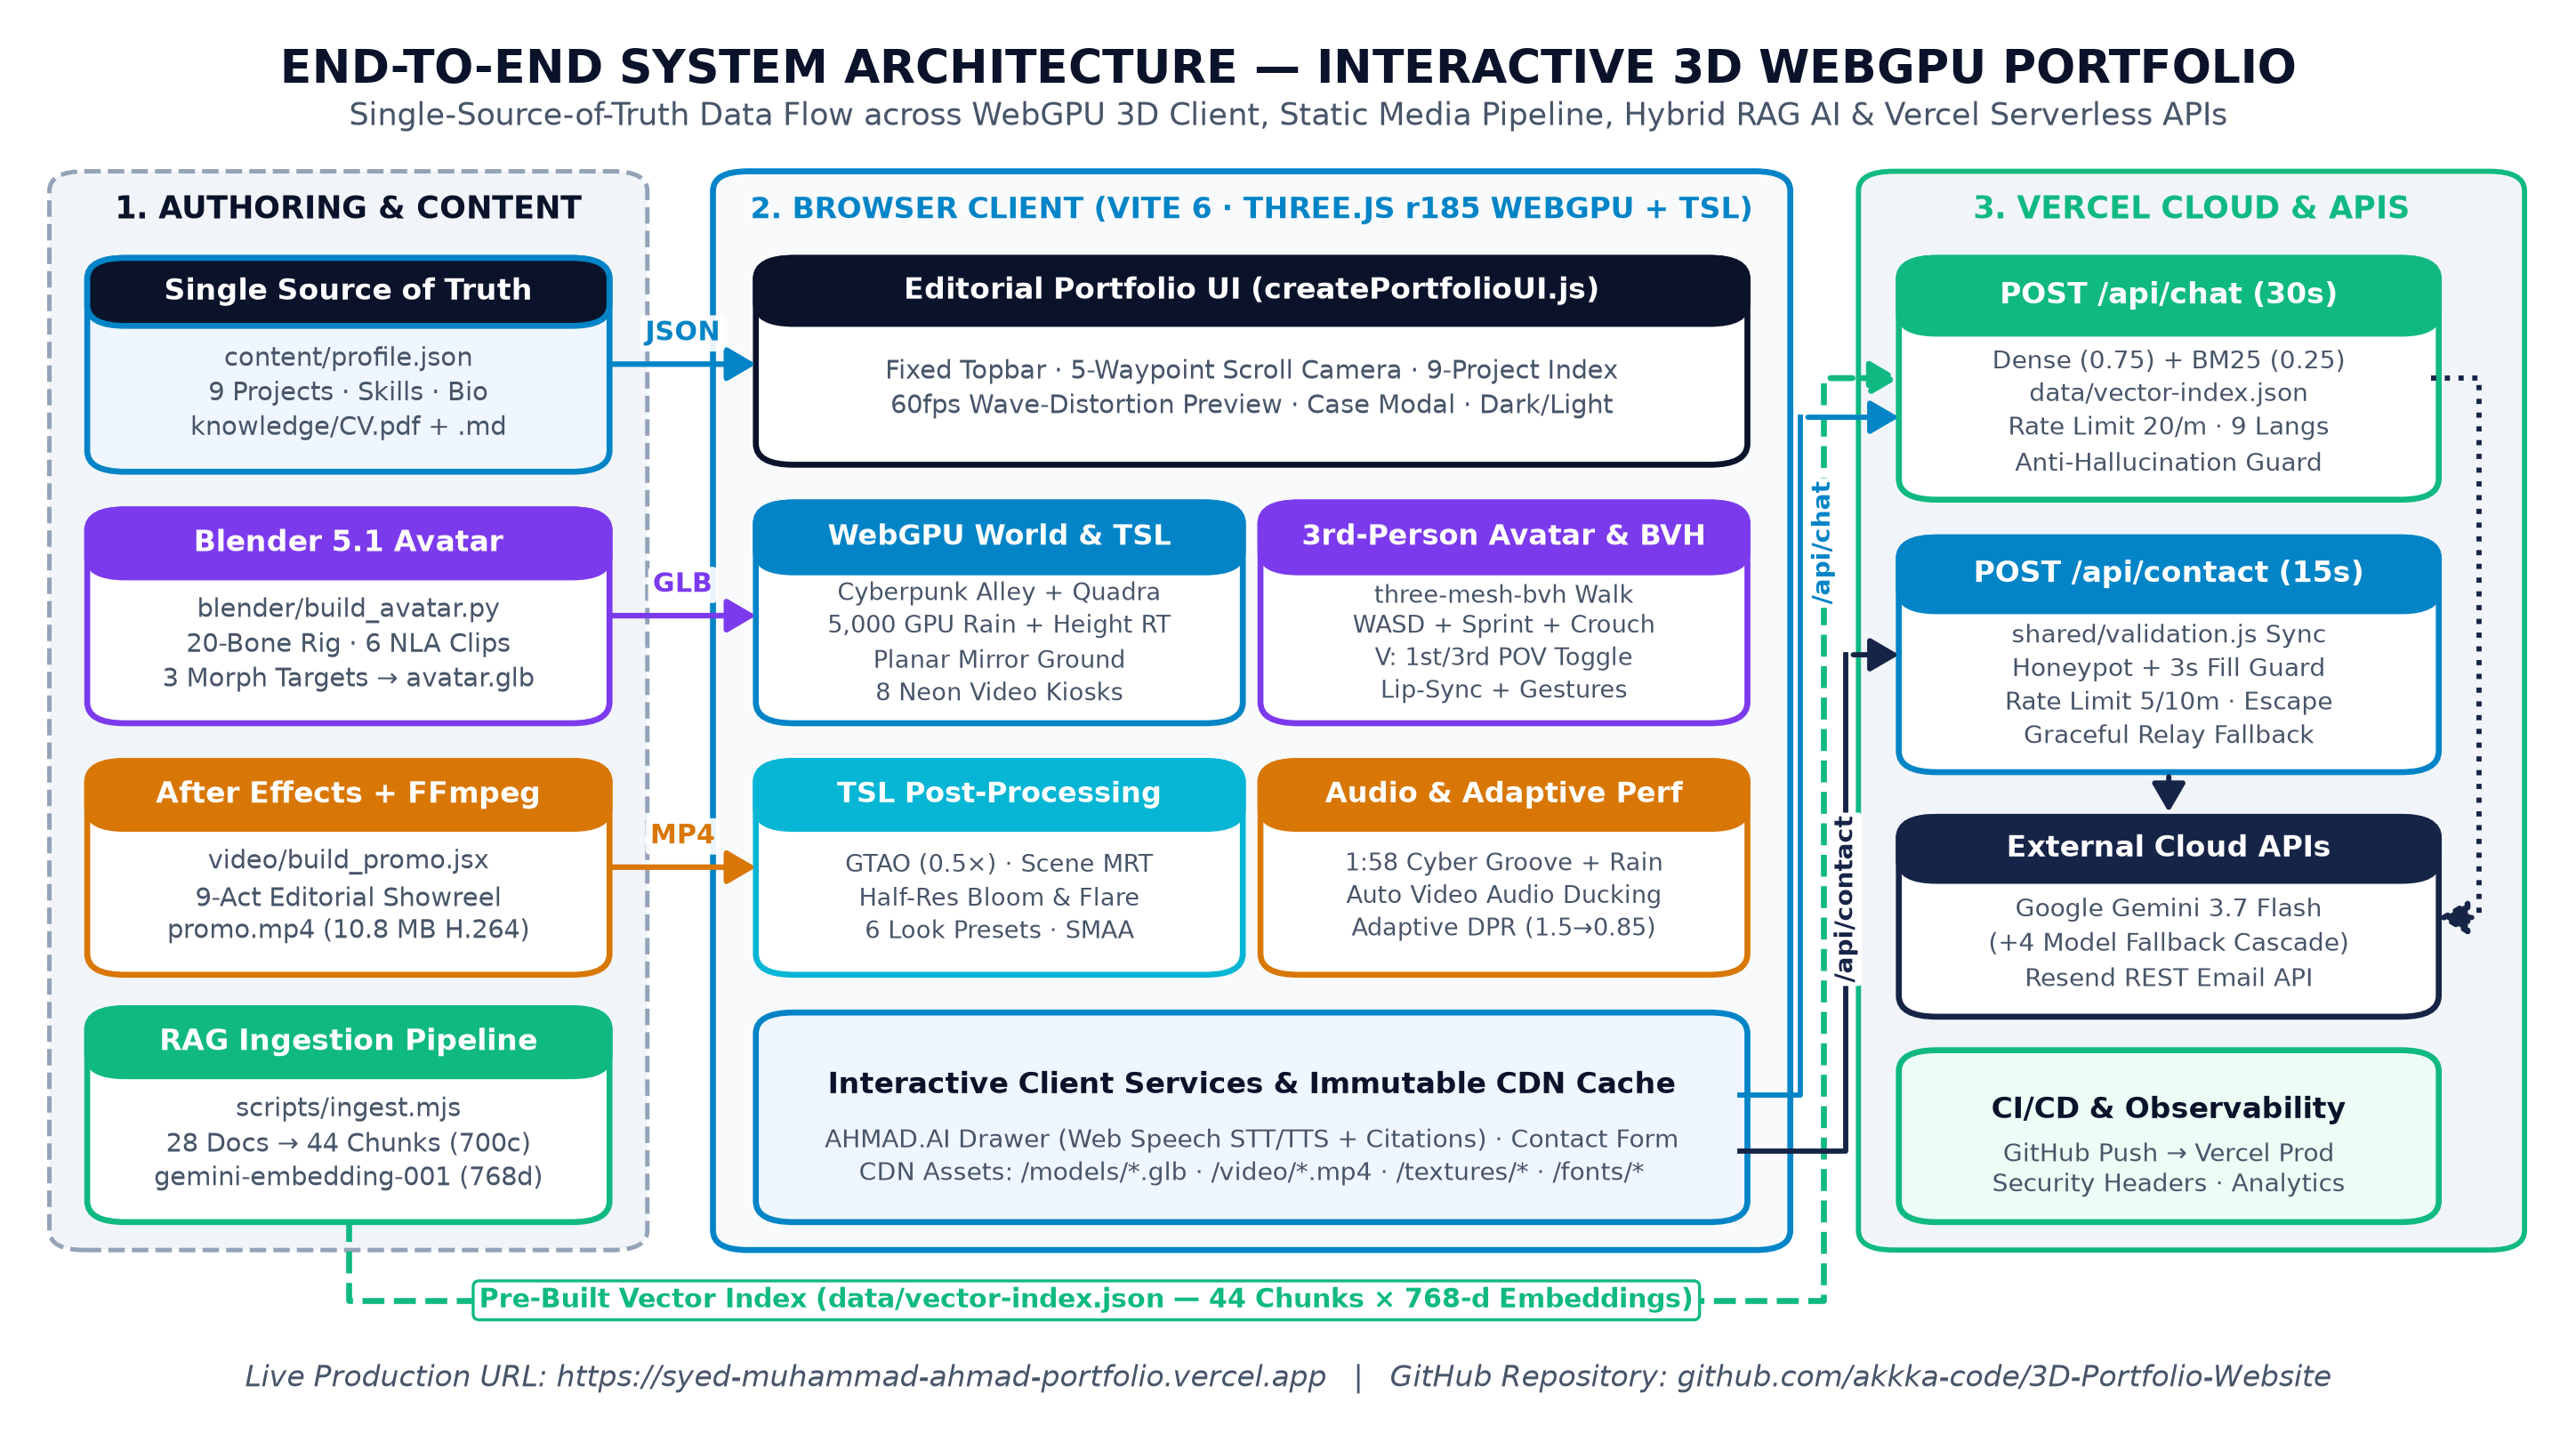 END-TO-END SYSTEM ARCHITECTURE — INTERACTIVE 3D WEBGPU PORTFOLIO
Single-Source-of-Truth Data Flow across WebGPU 3D Client, Static Media Pipeline, Hybrid RAG AI & Vercel Serverless APIs
1. AUTHORING & CONTENT
Single Source of Truth
content/profile.json
9 Projects · Skills · Bio
knowledge/CV.pdf + .md
Blender 5.1 Avatar
blender/build_avatar.py
20-Bone Rig · 6 NLA Clips
3 Morph Targets → avatar.glb
After Effects + FFmpeg
video/build_promo.jsx
9-Act Editorial Showreel
promo.mp4 (10.8 MB H.264)
RAG Ingestion Pipeline
scripts/ingest.mjs
28 Docs → 44 Chunks (700c)
gemini-embedding-001 (768d)
JSON
GLB
MP4
2. BROWSER CLIENT (VITE 6 · THREE.JS r185 WEBGPU + TSL)
Editorial Portfolio UI (createPortfolioUI.js)
Fixed Topbar · 5-Waypoint Scroll Camera · 9-Project Index
60fps Wave-Distortion Preview · Case Modal · Dark/Light
WebGPU World & TSL
Cyberpunk Alley + Quadra
5,000 GPU Rain + Height RT
Planar Mirror Ground
8 Neon Video Kiosks
3rd-Person Avatar & BVH
three-mesh-bvh Walk
WASD + Sprint + Crouch
V: 1st/3rd POV Toggle
Lip-Sync + Gestures
TSL Post-Processing
GTAO (0.5×) · Scene MRT
Half-Res Bloom & Flare
6 Look Presets · SMAA
Audio & Adaptive Perf
1:58 Cyber Groove + Rain
Auto Video Audio Ducking
Adaptive DPR (1.5→0.85)
Interactive Client Services & Immutable CDN Cache
AHMAD.AI Drawer (Web Speech STT/TTS + Citations) · Contact Form
CDN Assets: /models/*.glb · /video/*.mp4 · /textures/* · /fonts/*
/api/chat
/api/contact
3. VERCEL CLOUD & APIS
POST /api/chat (30s)
Dense (0.75) + BM25 (0.25)
data/vector-index.json
Rate Limit 20/m · 9 Langs
Anti-Hallucination Guard
POST /api/contact (15s)
shared/validation.js Sync
Honeypot + 3s Fill Guard
Rate Limit 5/10m · Escape
Graceful Relay Fallback
External Cloud APIs
Google Gemini 3.7 Flash
(+4 Model Fallback Cascade)
Resend REST Email API
CI/CD & Observability
GitHub Push → Vercel Prod
Security Headers · Analytics
Pre-Built Vector Index (data/vector-index.json — 44 Chunks × 768-d Embeddings)
Live Production URL: https://syed-muhammad-ahmad-portfolio.vercel.app | GitHub Repository: github.com/akkka-code/3D-Portfolio-Website